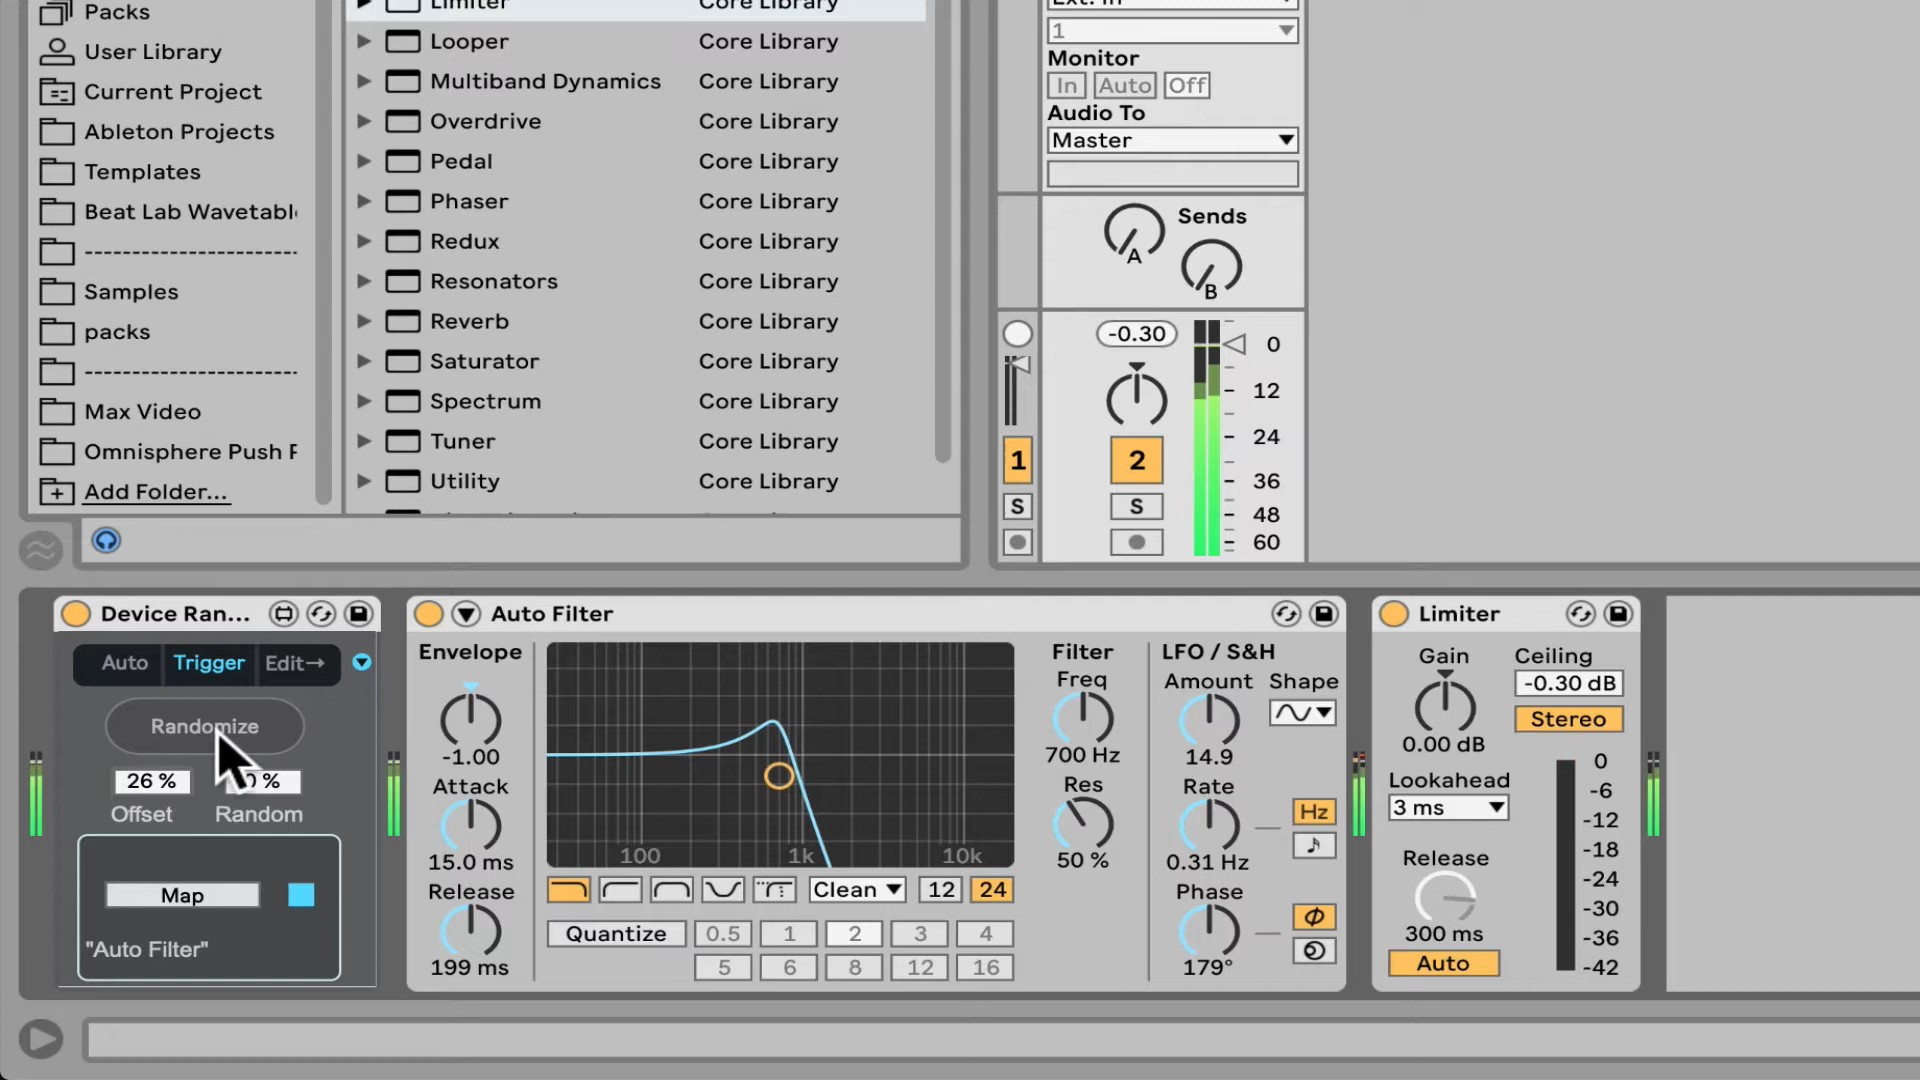 Packs
User Library
Current Project
Ableton Projects
Templates
Beat Lab Wavetabl
--------------------
Samples
packs
--------------------
Max Video
Omnisphere Push
Add Folder...
Limiter Core Library
Looper Core Library
Multiband Dynamics Core Library
Overdrive Core Library
Pedal Core Library
Phaser Core Library
Redux Core Library
Resonators Core Library
Reverb Core Library
Saturator Core Library
Spectrum Core Library
Tuner Core Library
Utility Core Library
Ext. In
1
Monitor
In Auto Off
Audio To
Master
Sends
A
B
-0.30
0
12
24
36
48
60
1 2
S S
Device Ran...
Auto Trigger Edit→
Randomize
26 % 0 %
Offset Random
Map
"Auto Filter"
Auto Filter
Envelope
-1.00
Attack
15.0 ms
Release
199 ms
100 1k 10k
Clean 12 24
Quantize 0.5 1 2 3 4
5 6 8 12 16
Filter
Freq
700 Hz
Res
50 %
LFO / S&H
Amount Shape
14.9
Rate
Hz
0.31 Hz
Phase
179°
Limiter
Gain
0.00 dB
Lookahead
3 ms
Release
300 ms
Auto
Ceiling
-0.30 dB
Stereo
0
-6
-12
-18
-24
-30
-36
-42